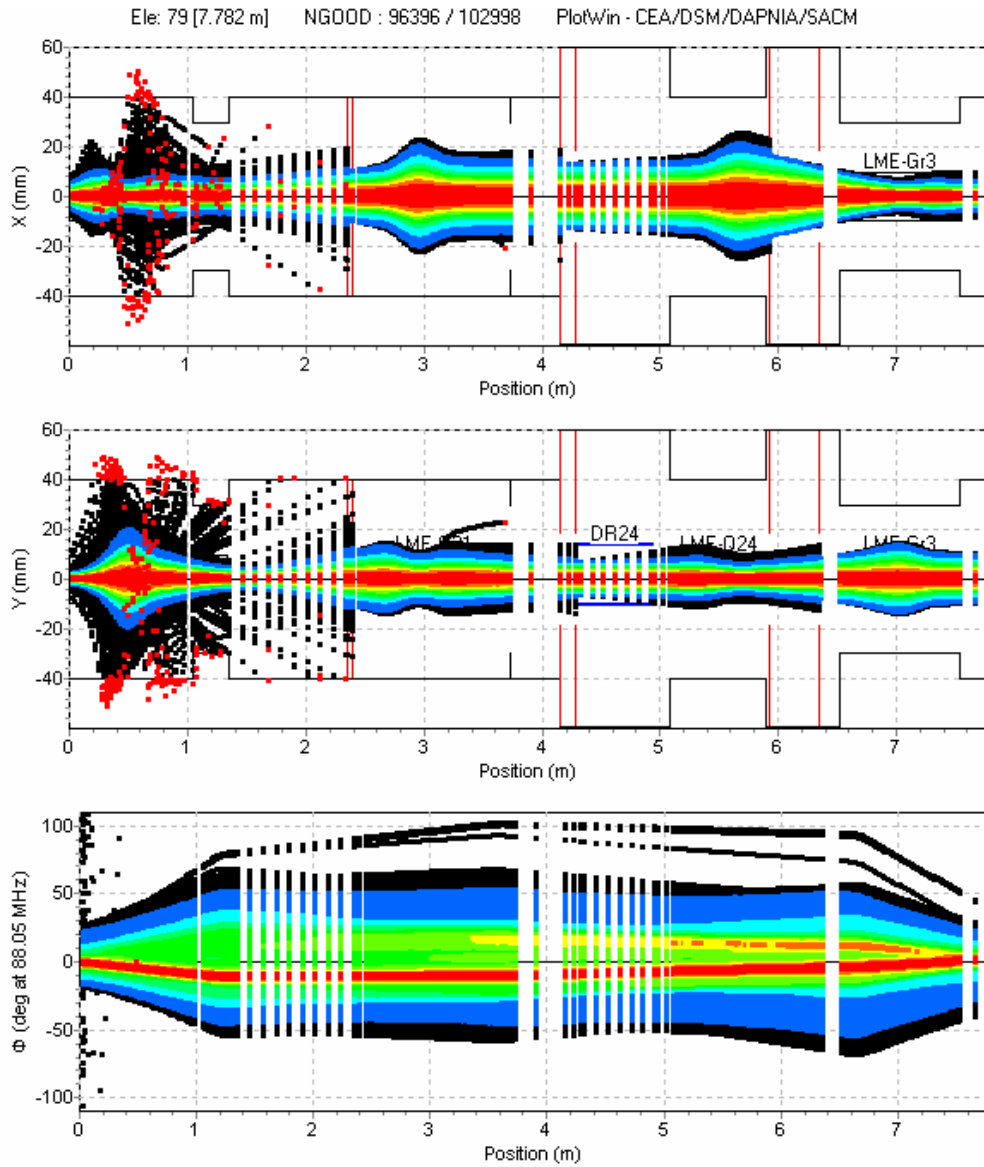 Ele: 79 [7.782 m] NGOOD : 96396 / 102998 PlotWin - CEA/DSM/DAPNIA/SACM
60
40
20
0
-20
-40
X (mm)
LME-Gr3
0 1 2 3 4 5 6 7
Position (m)
60
40
20
0
-20
-40
Y (mm)
DR24
LME-Q24
LME-Gr3
0 1 2 3 4 5 6 7
Position (m)
100
50
0
-50
-100
Φ (deg at 88.05 MHz)
0 1 2 3 4 5 6 7
Position (m)